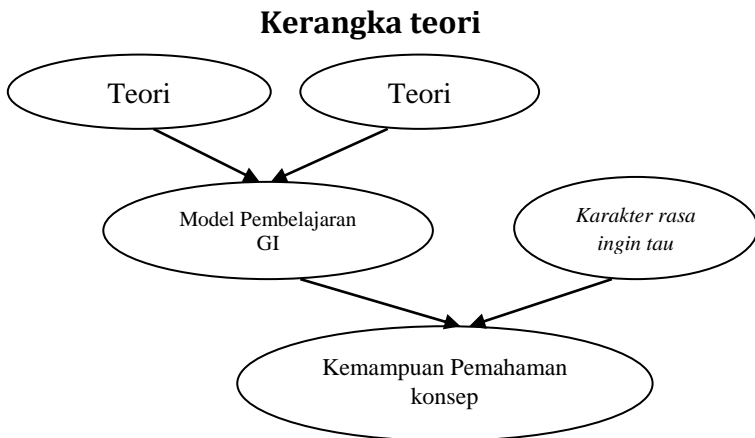 Kerangka teori
Teori
Teori
Model Pembelajaran
GI
Karakter rasa
ingin tau
Kemampuan Pemahaman
konsep